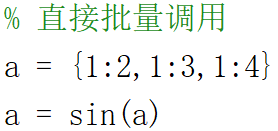 % 直接批量调用
a = {1:2,1:3,1:4}
a = sin(a)